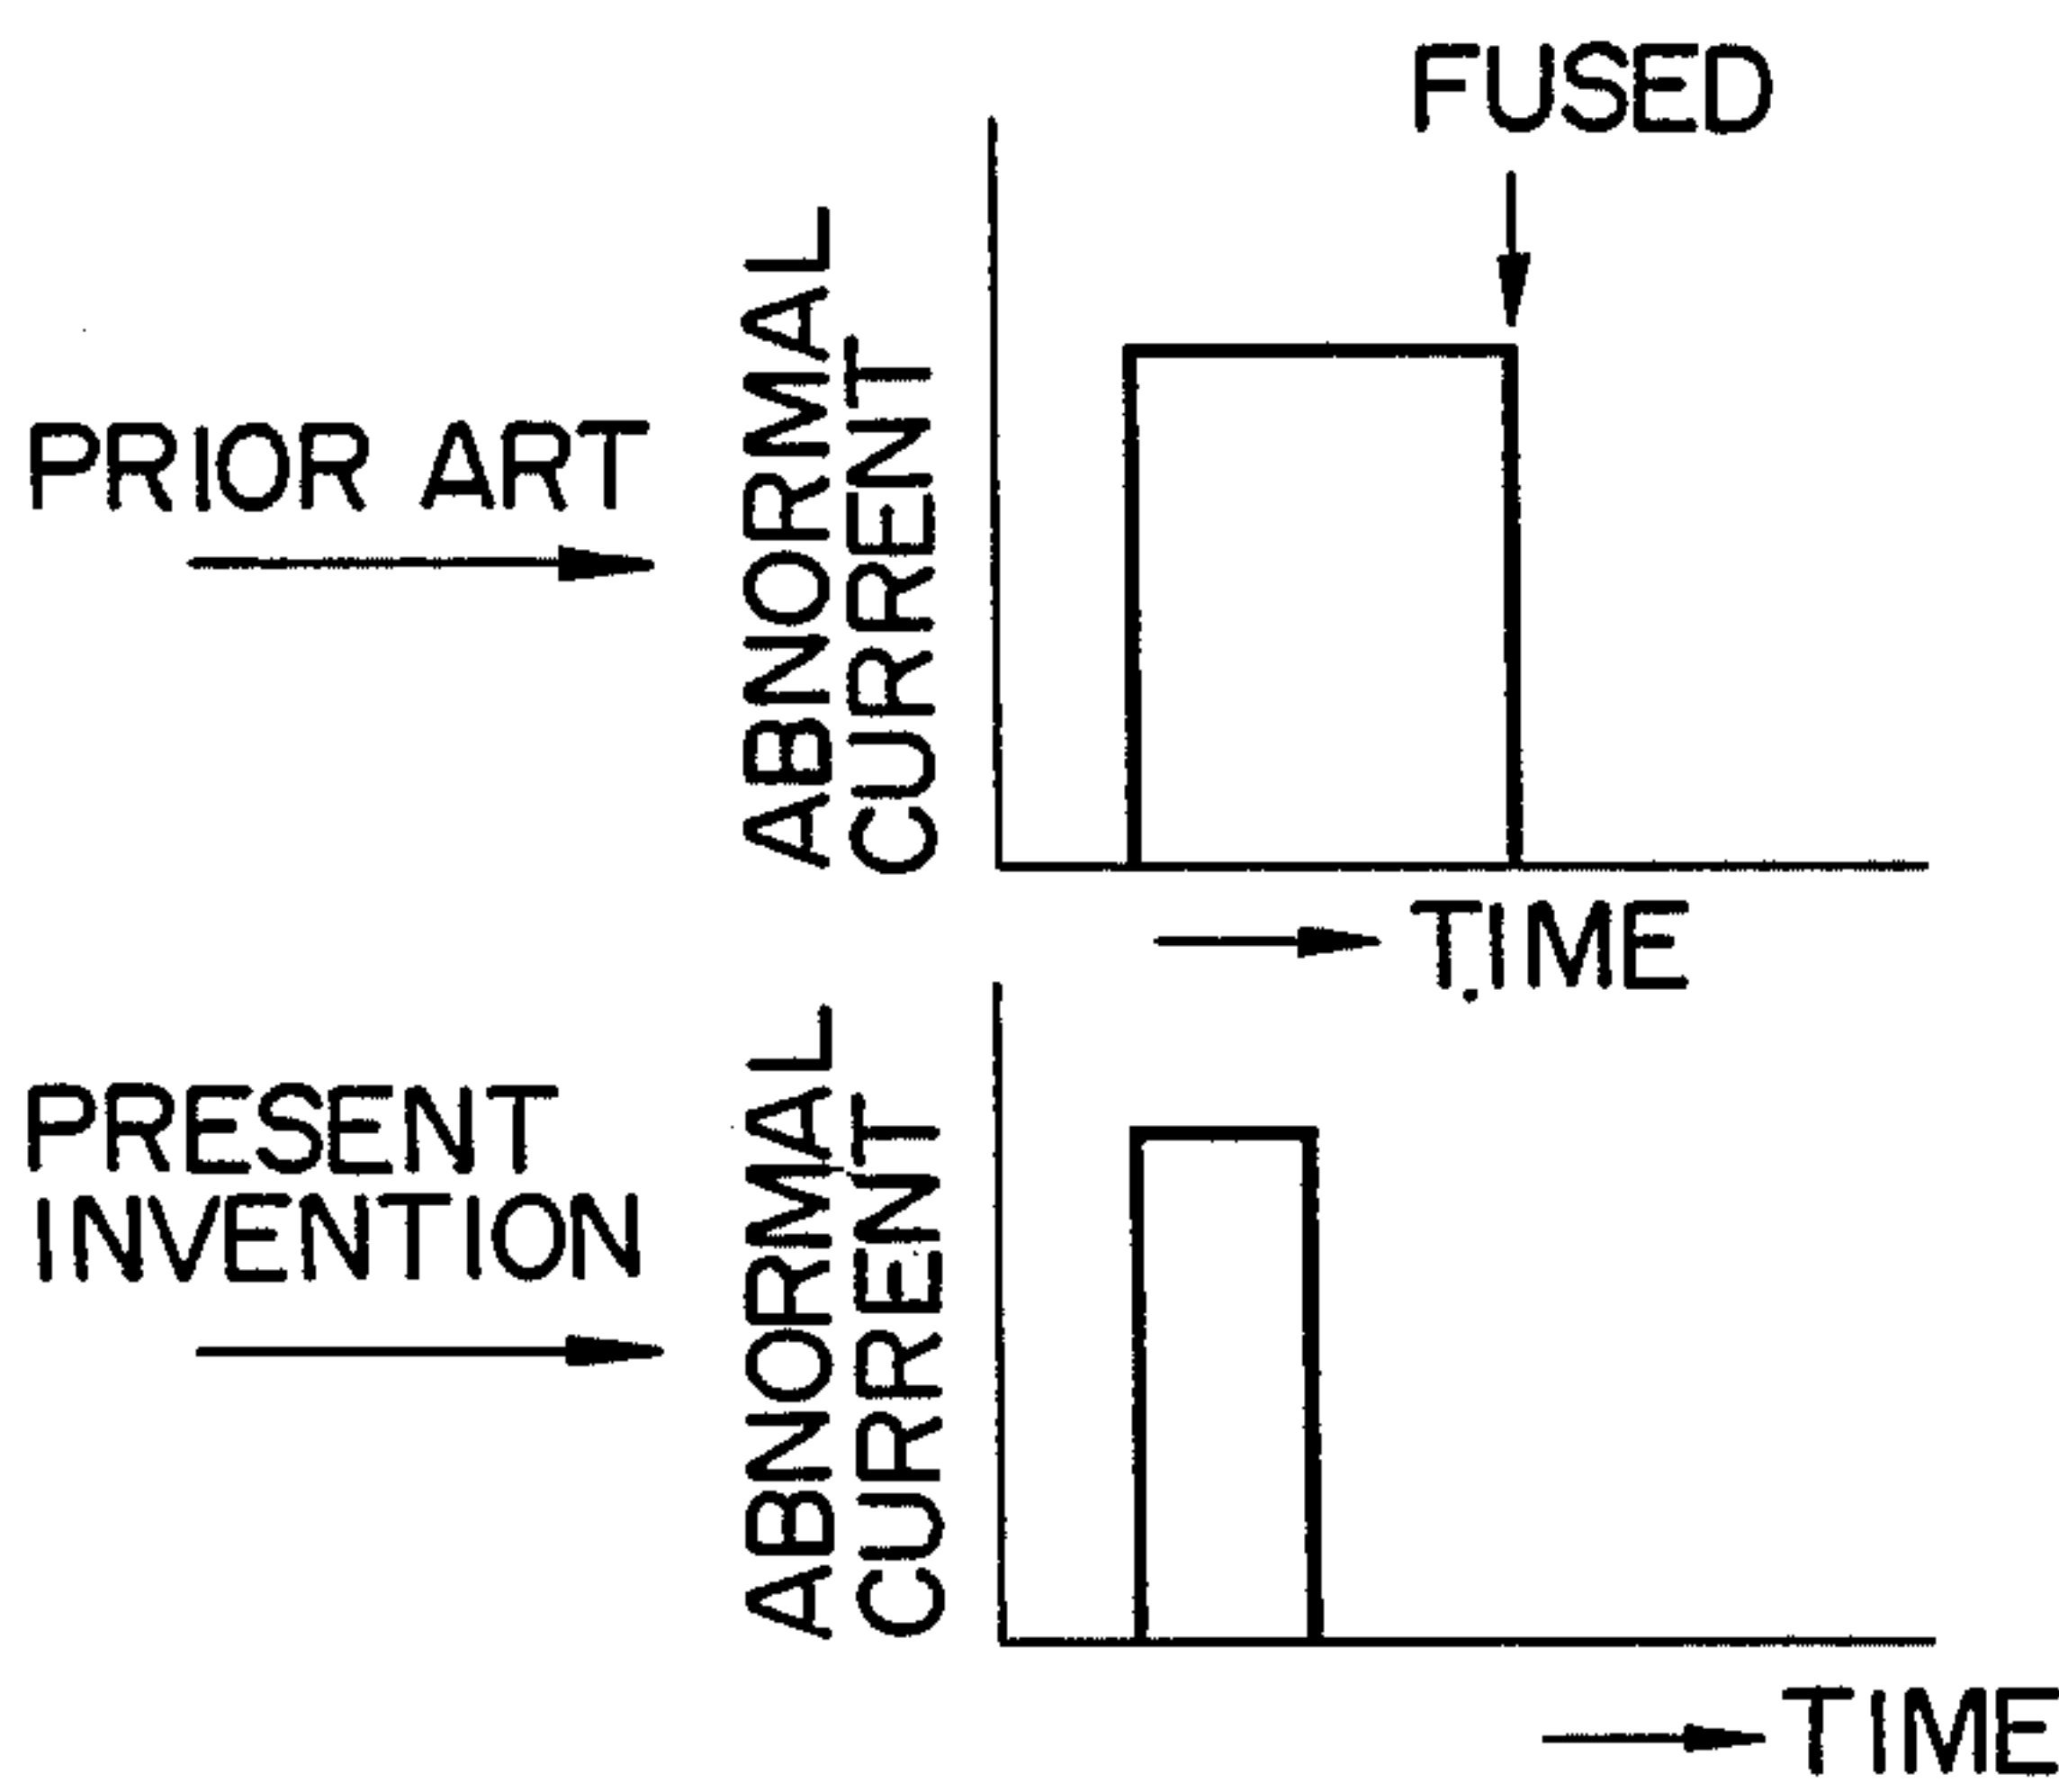 FUSED
PRIOR ART
ABNORMAL
CURRENT
TIME
PRESENT
INVENTION
ABNORMAL
CURRENT
TIME